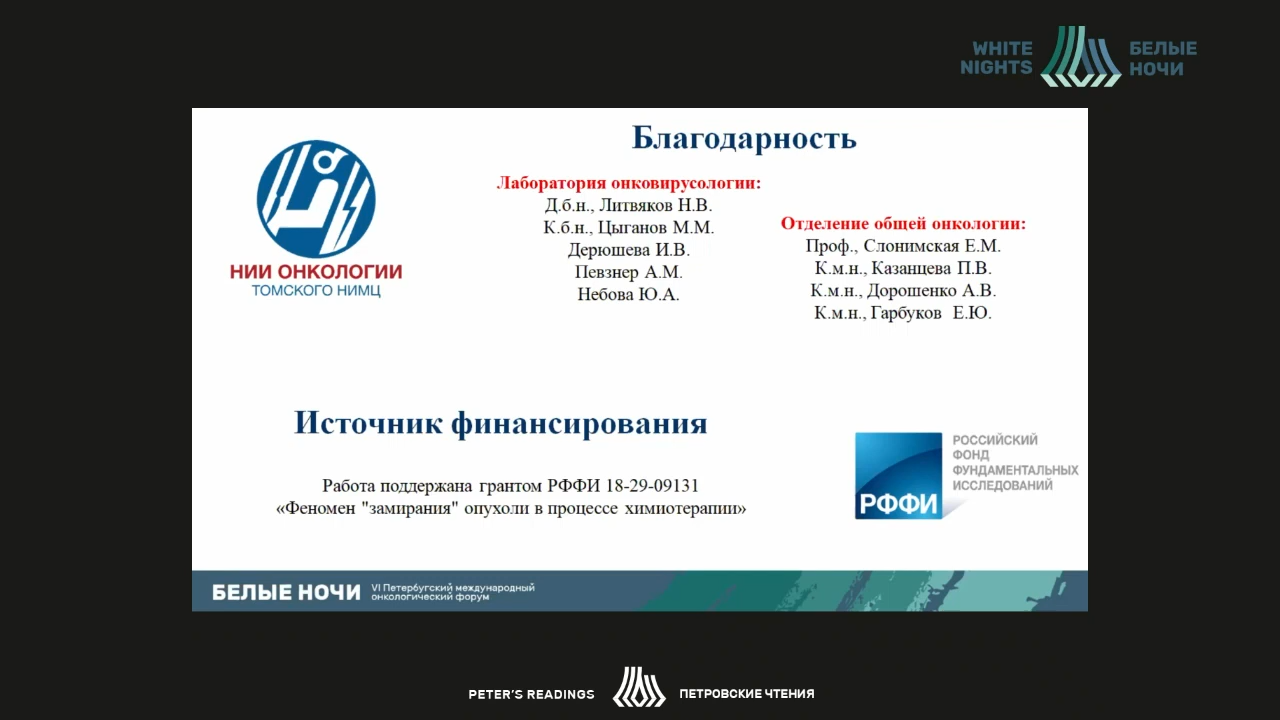 WHITE
NIGHTS
БЕЛЫЕ
НОЧИ
Благодарность
Лаборатория онковирусологии:
Д.б.н., Литвяков Н.В.
К.б.н., Цыганов М.М.
Дерюшева И.В.
Певзнер А.М.
Небова Ю.А.
Отделение общей онкологии:
Проф., Слонимская Е.М.
К.м.н., Казанцева П.В.
К.м.н., Дорошенко А.В.
К.м.н., Гарбуков Е.Ю.
НИИ ОНКОЛОГИИ
ТОМСКОГО НИМЦ
Источник финансирования
Работа поддержана грантом РФФИ 18-29-09131
«Феномен "замирания" опухоли в процессе химиотерапии»
РФФИ
РОССИЙСКИЙ
ФОНД
ФУНДАМЕНТАЛЬНЫХ
ИССЛЕДОВАНИЙ
БЕЛЫЕ НОЧИ
VI Петербургский международный
онкологический форум
PETER'S READINGS
ПЕТРОВСКИЕ ЧТЕНИЯ